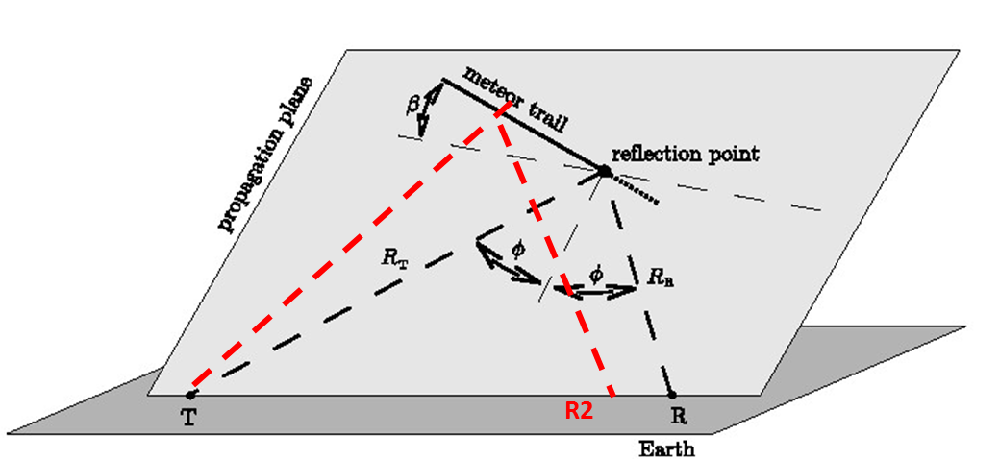 propagation plane
meteor trail
β
reflection point
ϕ
R_T
ϕ
R_R
T
R2
R
Earth